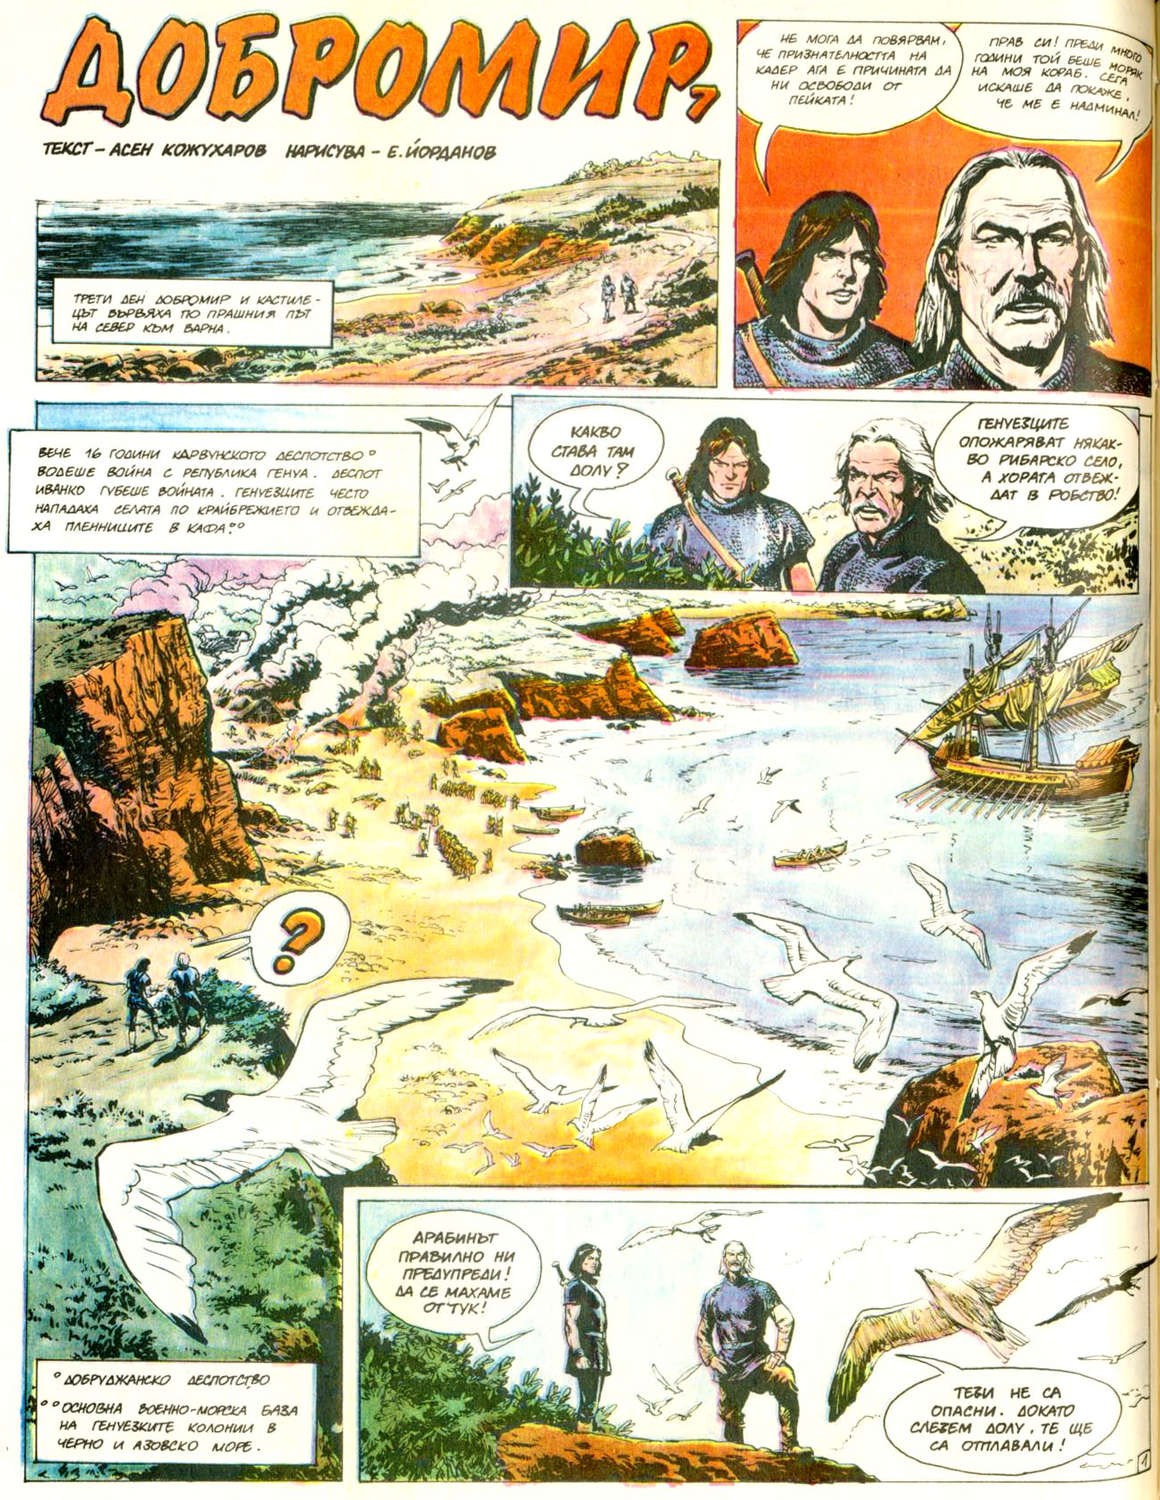 ДОБРОМИР,
ТЕКСТ – АСЕН КОЖУХАРОВ НАРИСУВА – Е. ЙОРДАНОВ
ТРЕТИ ДЕН ДОБРОМИР И КАСТИЛЕ-
ЦЪТ ВЪРВЯХА ПО ПРАШНИЯ ПЪТ
НА СЕВЕР КЪМ ВАРНА.
НЕ МОГА ДА ПОВЯРВАМ,
ЧЕ ПРИЗНАТЕЛНОСТТА НА
КАДЕР АГА Е ПРИЧИНАТА ДА
НИ ОСВОБОДИ ОТ
ПЕЙКАТА!
ПРАВ СИ! ПРЕДИ МНОГО
ГОДИНИ ТОЙ БЕШЕ МОРЯК
НА МОЯ КОРАБ. СЕГА
ИСКАШЕ ДА ПОКАЖЕ,
ЧЕ МЕ Е НАДМИНАЛ!
ВЕЧЕ 16 ГОДИНИ КАРВУНСКОТО ДЕСПОТСТВО°
ВОДЕШЕ ВОЙНА С РЕПУБЛИКА ГЕНУА. ДЕСПОТ
ИВАНКО ГУБЕШЕ ВОЙНАТА. ГЕНУЕЗЦИТЕ ЧЕСТО
НАПАДАХА СЕЛАТА ПО КРАЙБРЕЖИЕТО И ОТВЕЖДА-
ХА ПЛЕННИЦИТЕ В КАФА°°
КАКВО
СТАВА ТАМ
ДОЛУ?
ГЕНУЕЗЦИТЕ
ОПОЖАРЯВАТ НЯКАК-
ВО РИБАРСКО СЕЛО,
А ХОРАТА ОТВЕЖ-
ДАТ В РОБСТВО!
?
АРАБИНЪТ
ПРАВИЛНО НИ
ПРЕДУПРЕДИ!
ДА СЕ МАХАМЕ
ОТ ТУК!
ТЕЗИ НЕ СА
ОПАСНИ. ДОКАТО
СЛЕЗЕМ ДОЛУ, ТЕ ЩЕ
СА ОТПЛАВАЛИ!
° ДОБРУДЖАНСКО ДЕСПОТСТВО
°° ОСНОВНА ВОЕННО-МОРСКА БАЗА
НА ГЕНУЕЗКИТЕ КОЛОНИИ В
ЧЕРНО И АЗОВСКО МОРЕ.
1